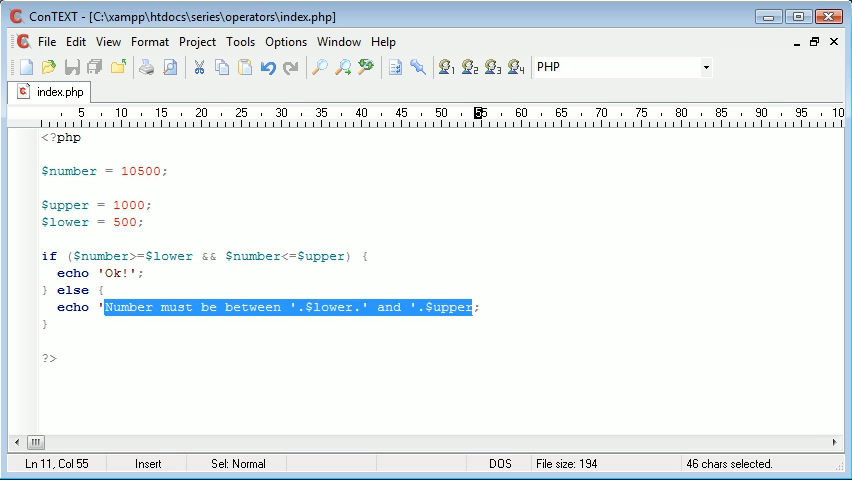 ConTEXT - [C:\xampp\htdocs\series\operators\index.php]
File Edit View Format Project Tools Options Window Help
1 2 3 4 PHP
index.php
5 10 15 20 25 30 35 40 45 50 55 60 65 70 75 80 85 90 95 10
<?php
$number = 10500;
$upper = 1000;
$lower = 500;
if ($number>=$lower && $number<=$upper) {
echo 'Ok!';
} else {
echo 'Number must be between '.$lower.' and '.$upper;
}
?>
Ln 11, Col 55 Insert Sel: Normal DOS File size: 194 46 chars selected.